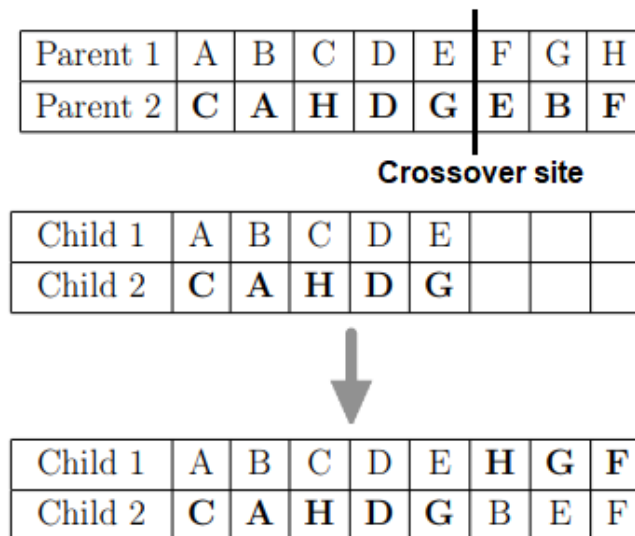 Parent 1 A B C D E F G H
Parent 2 C A H D G E B F
Crossover site
Child 1 A B C D E
Child 2 C A H D G
Child 1 A B C D E H G F
Child 2 C A H D G B E F